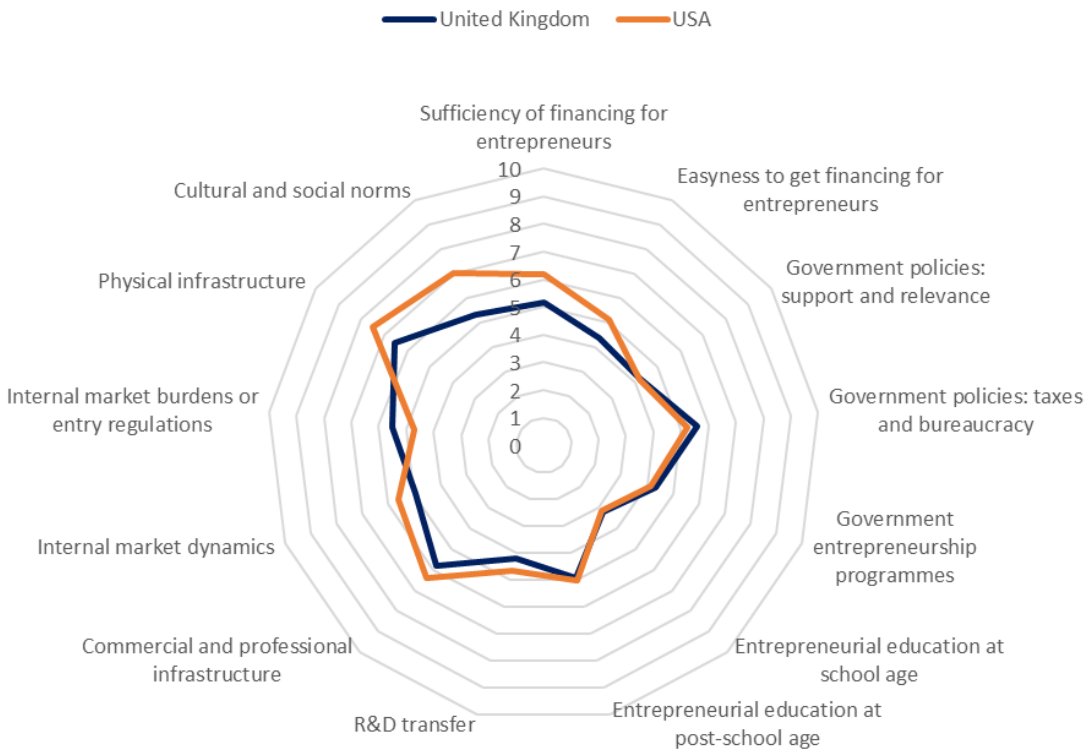 United Kingdom
USA
Sufficiency of financing for
entrepreneurs
Easyness to get financing for
entrepreneurs
Government policies:
support and relevance
Government policies: taxes
and bureaucracy
Government
entrepreneurship
programmes
Entrepreneurial education at
school age
Entrepreneurial education at
post-school age
R&D transfer
Commercial and professional
infrastructure
Internal market dynamics
Internal market burdens or
entry regulations
Physical infrastructure
Cultural and social norms
10
9
8
7
6
5
4
3
2
1
0